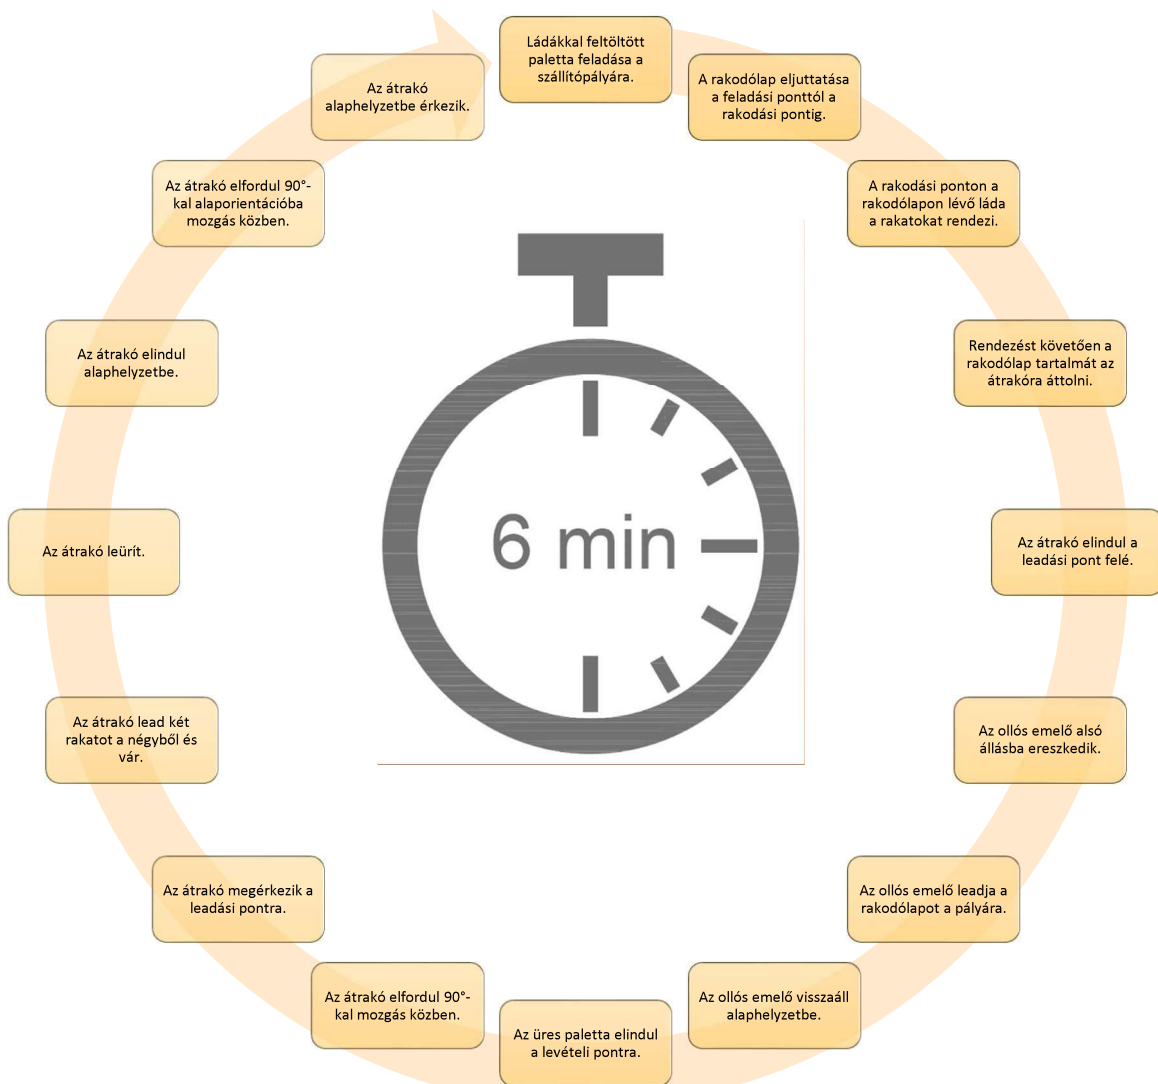 Ládákkal feltöltött
paletta feladása a
szállítópályára.
A rakodólap eljuttatása
a feladási ponttól a
rakodási pontig.
A rakodási ponton a
rakodólapon lévő láda
a rakatokat rendezi.
Rendezést követően a
rakodólap tartalmát az
átrakóra áttolni.
Az átrakó elindul a
leadási pont felé.
Az ollós emelő alsó
állásba ereszkedik.
Az ollós emelő leadja a
rakodólapot a pályára.
Az ollós emelő visszaáll
alaphelyzetbe.
Az üres paletta elindul
a levételi pontra.
Az átrakó elfordul 90°-
kal mozgás közben.
Az átrakó megérkezik a
leadási pontra.
Az átrakó lead két
rakatot a négyből és
vár.
Az átrakó leürít.
Az átrakó elindul
alaphelyzetbe.
Az átrakó elfordul 90°-
kal alaporientációba
mozgás közben.
Az átrakó
alaphelyzetbe érkezik.
6 min